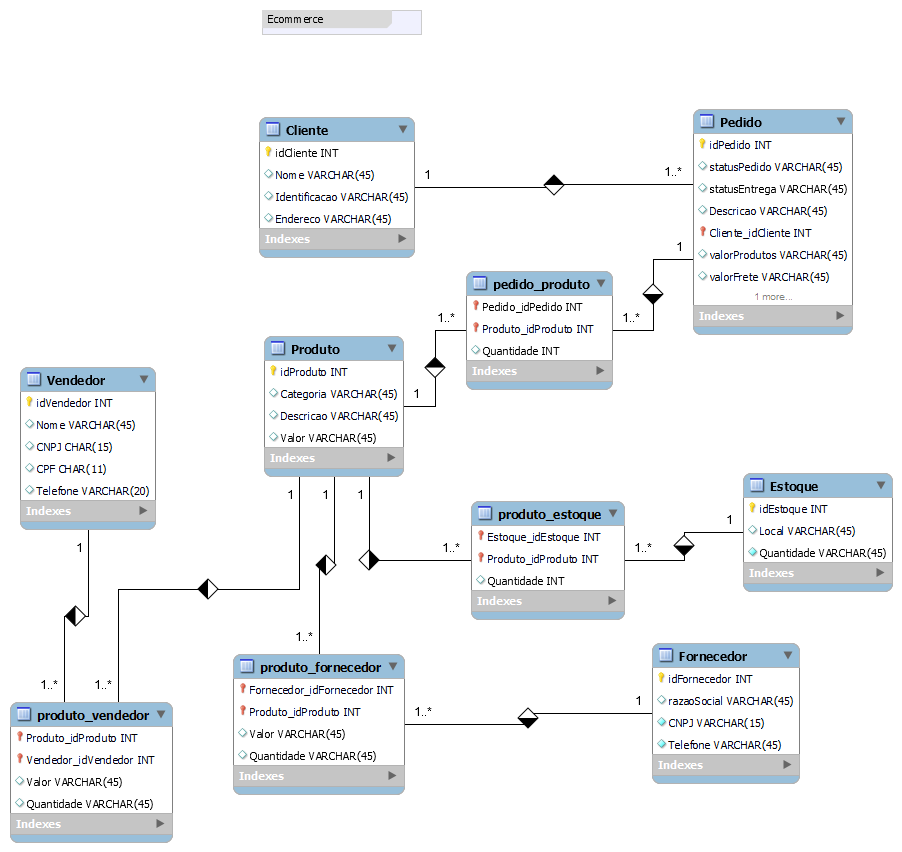 Ecommerce
Cliente
idCliente INT
Nome VARCHAR(45)
Identificacao VARCHAR(45)
Endereco VARCHAR(45)
Indexes
1
1..*
Pedido
idPedido INT
statusPedido VARCHAR(45)
statusEntrega VARCHAR(45)
Descricao VARCHAR(45)
Cliente_idCliente INT
valorProdutos VARCHAR(45)
valorFrete VARCHAR(45)
1 more...
Indexes
1
1..*
pedido_produto
Pedido_idPedido INT
Produto_idProduto INT
Quantidade INT
Indexes
1..*
1
Produto
idProduto INT
Categoria VARCHAR(45)
Descricao VARCHAR(45)
Valor VARCHAR(45)
Indexes
1
1
1
Vendedor
idVendedor INT
Nome VARCHAR(45)
CNPJ CHAR(15)
CPF CHAR(11)
Telefone VARCHAR(20)
Indexes
1
1..*
1..*
produto_estoque
Estoque_idEstoque INT
Produto_idProduto INT
Quantidade INT
Indexes
1..*
1..*
1
Estoque
idEstoque INT
Local VARCHAR(45)
Quantidade VARCHAR(45)
Indexes
1..*
produto_fornecedor
Fornecedor_idFornecedor INT
Produto_idProduto INT
Valor VARCHAR(45)
Quantidade VARCHAR(45)
Indexes
1..*
1
Fornecedor
idFornecedor INT
razaoSocial VARCHAR(45)
CNPJ VARCHAR(15)
Telefone VARCHAR(45)
Indexes
produto_vendedor
Produto_idProduto INT
Vendedor_idVendedor INT
Valor VARCHAR(45)
Quantidade VARCHAR(45)
Indexes